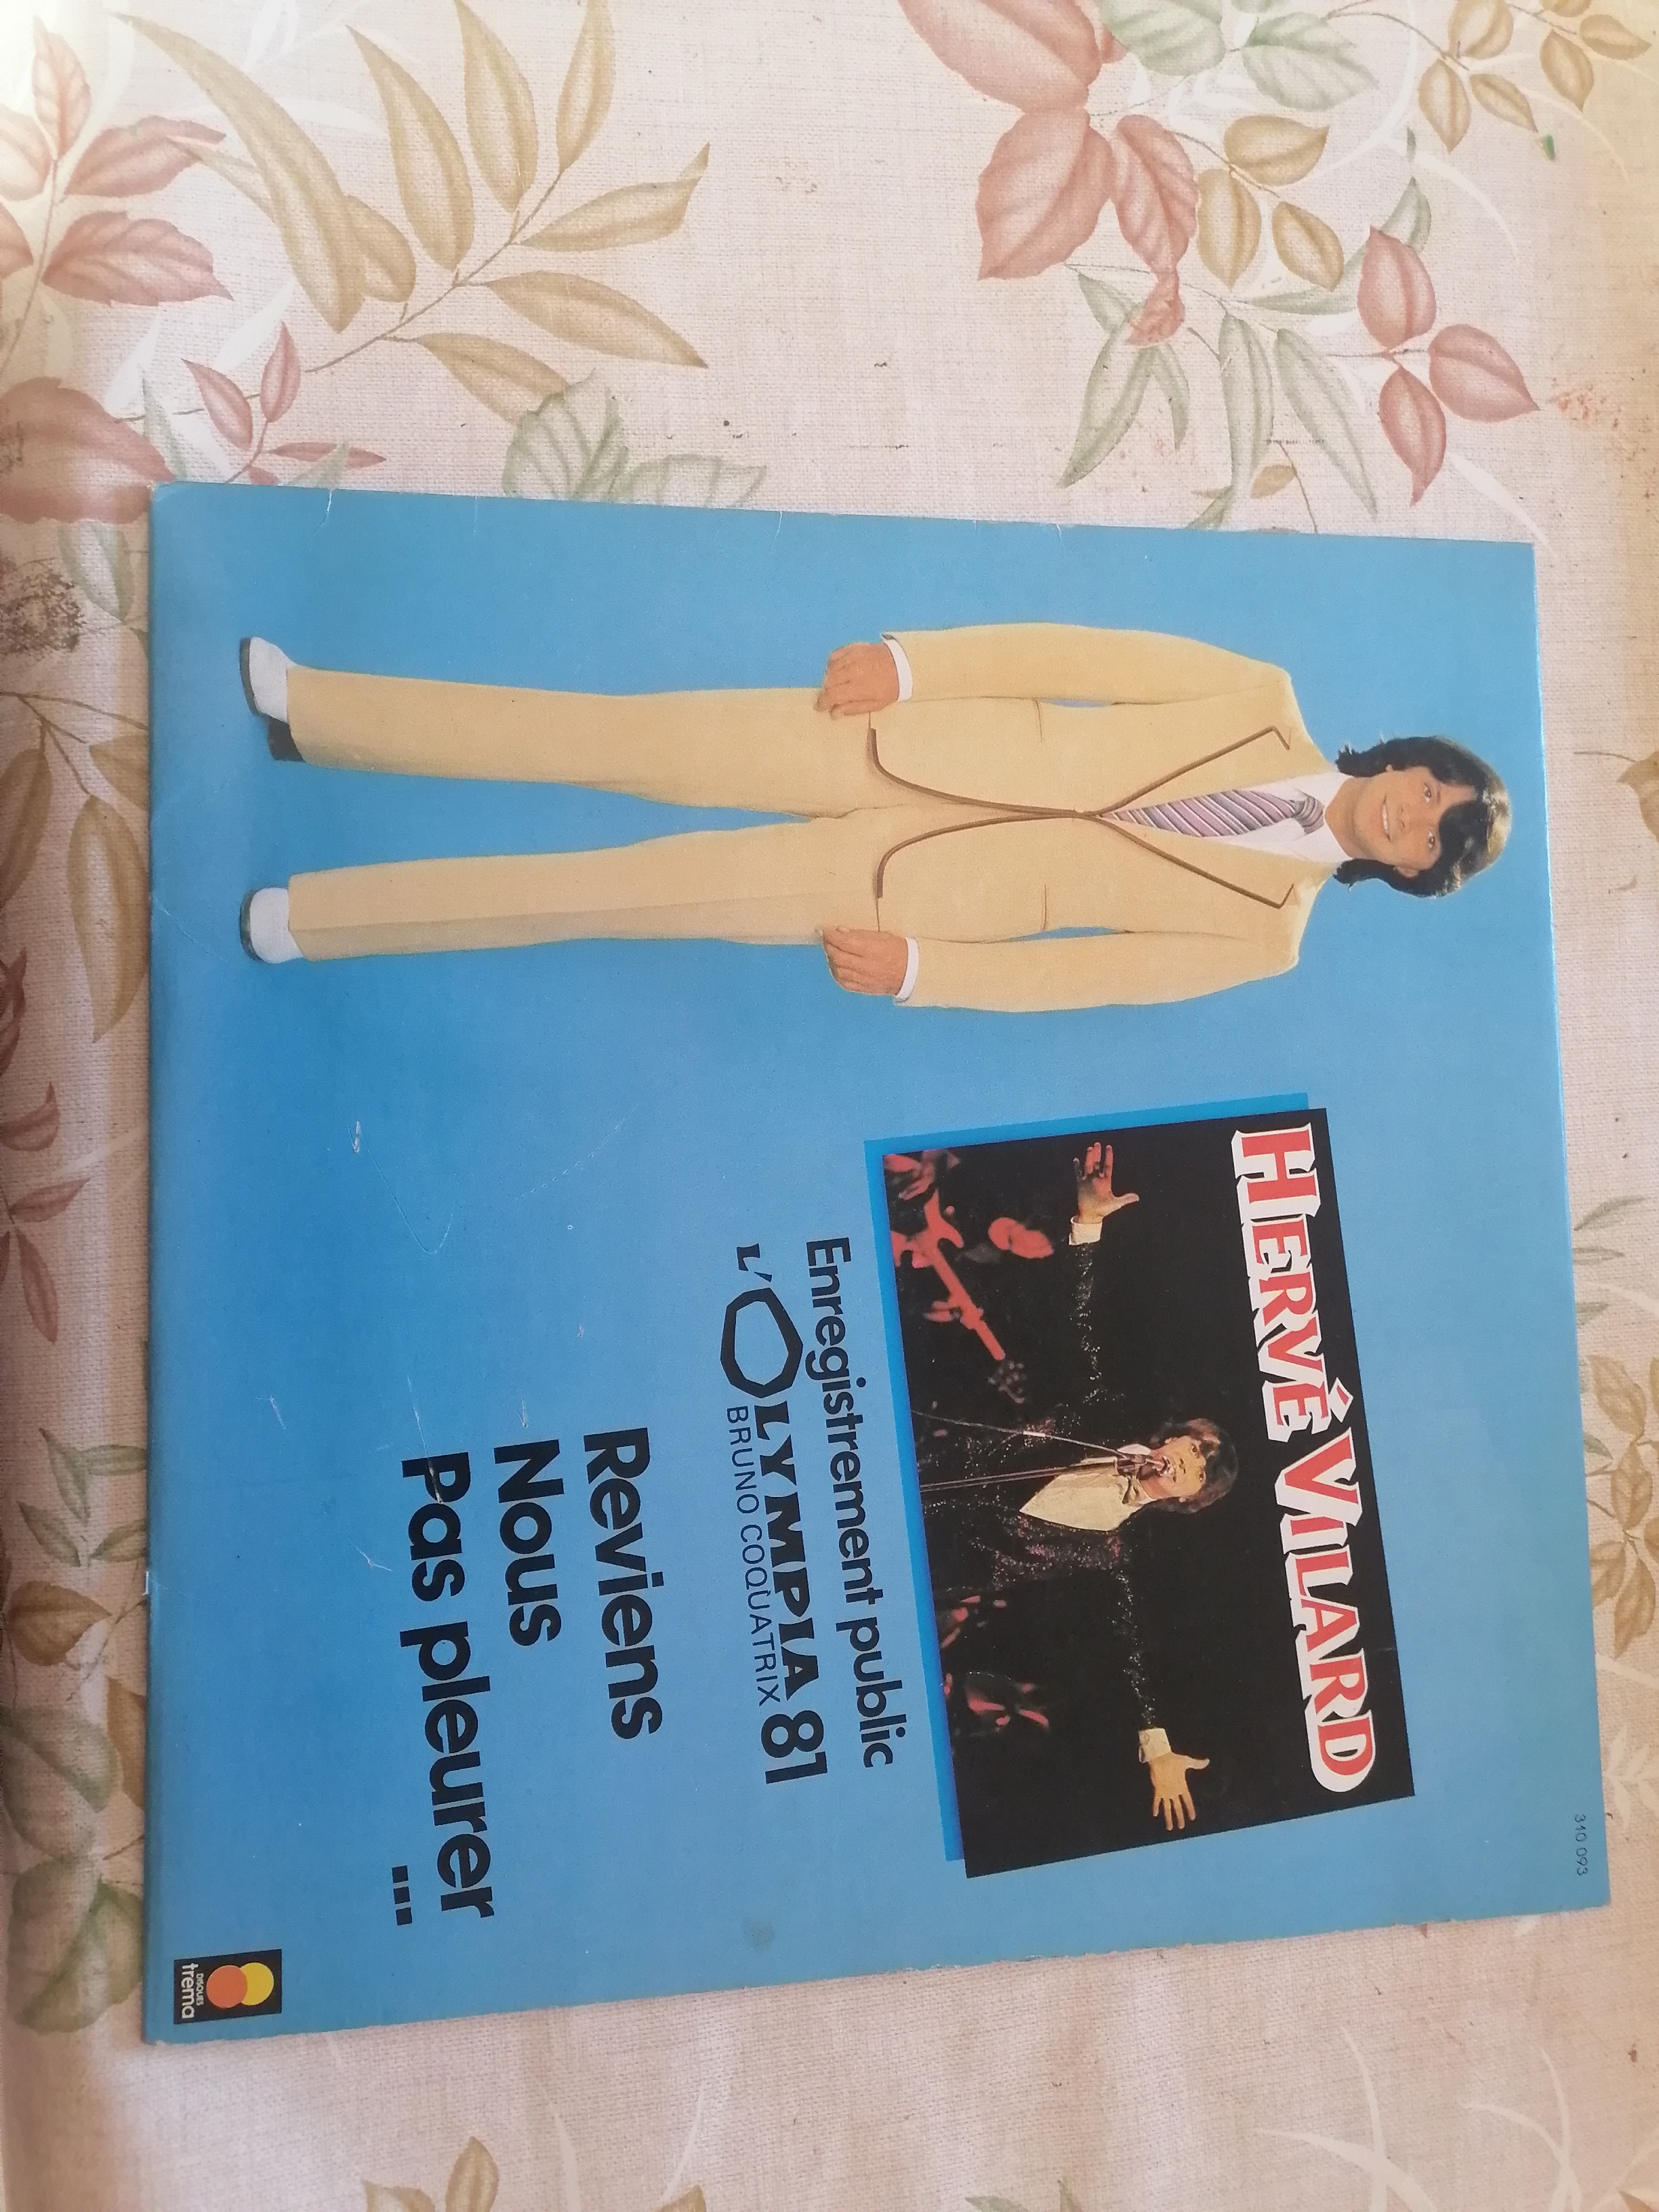 310 093
HERVÉ VILARD
Enregistrement public
L'OLYMPIA 81
BRUNO COQUATRIX
Reviens
Nous
pas pleurer
...
DISQUES
trema